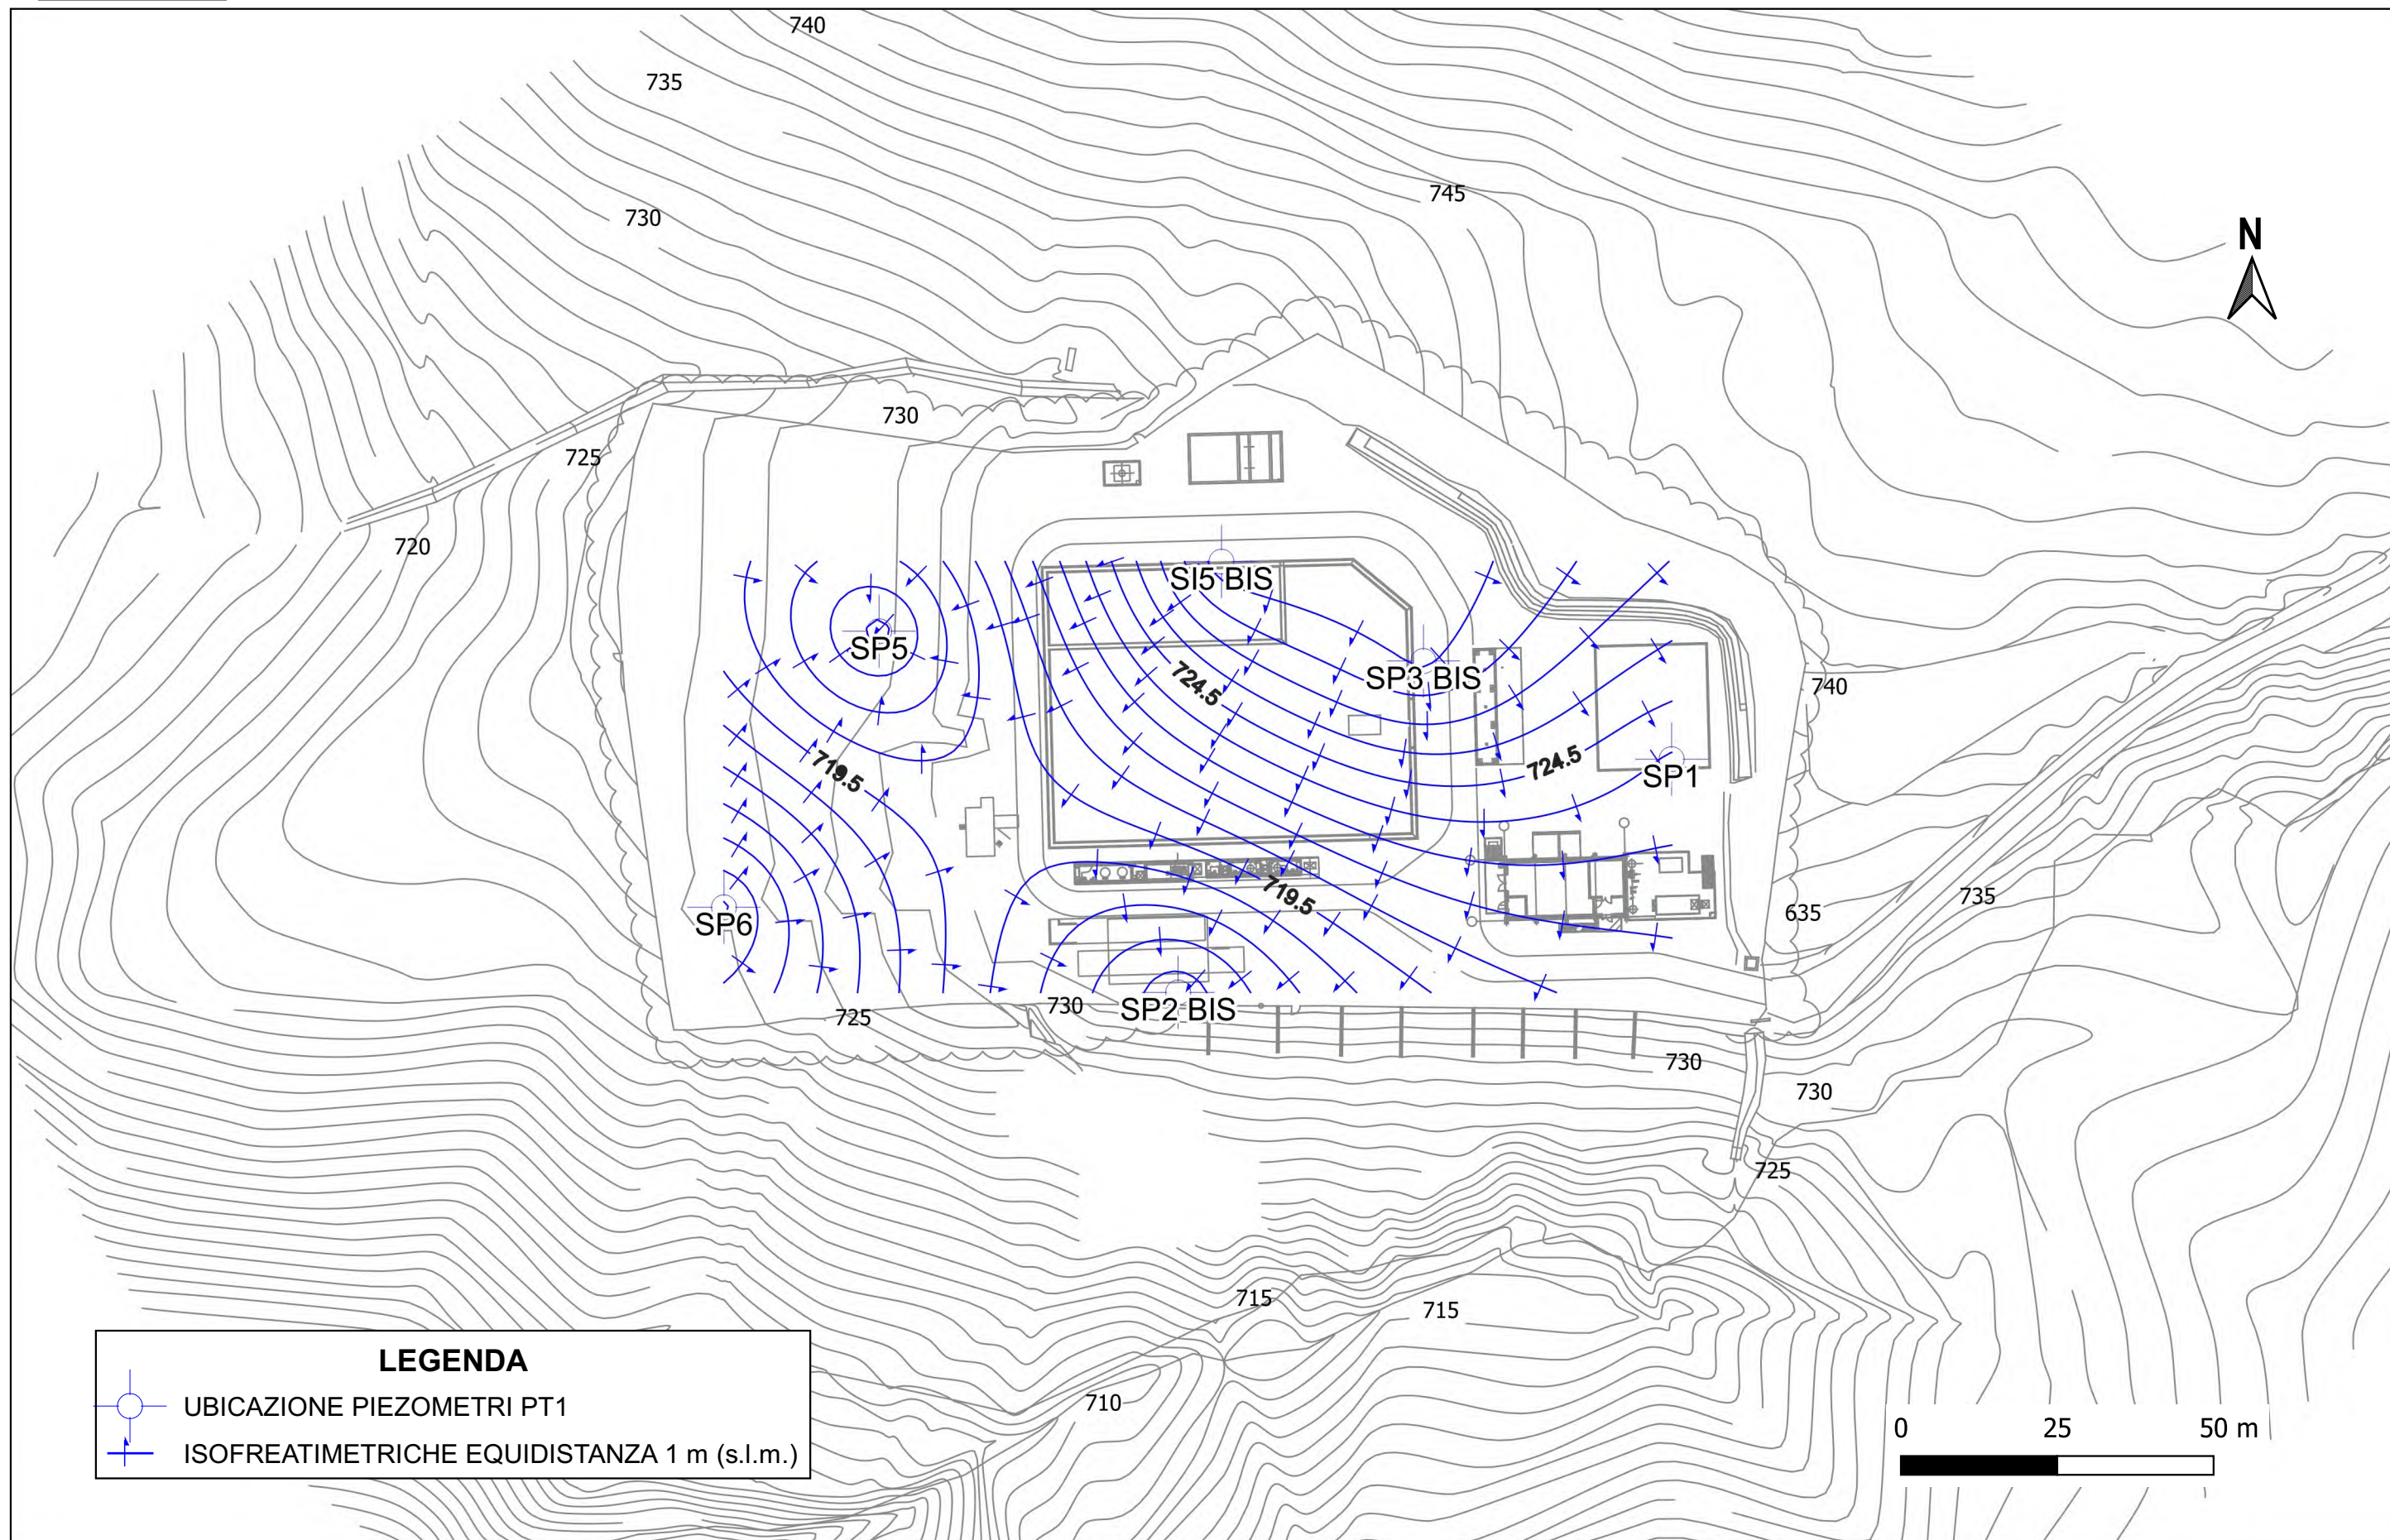 740
735
745
730
N
730
725
720
SI5 BIS
SP5
SP3 BIS
724.5
740
724.5
719.5
SP1
735
719.5
635
SP6
730
SP2 BIS
725
730
730
725
715
715
LEGENDA
710
UBICAZIONE PIEZOMETRI PT1
0 25 50 m
ISOFREATIMETRICHE EQUIDISTANZA 1 m (s.l.m.)